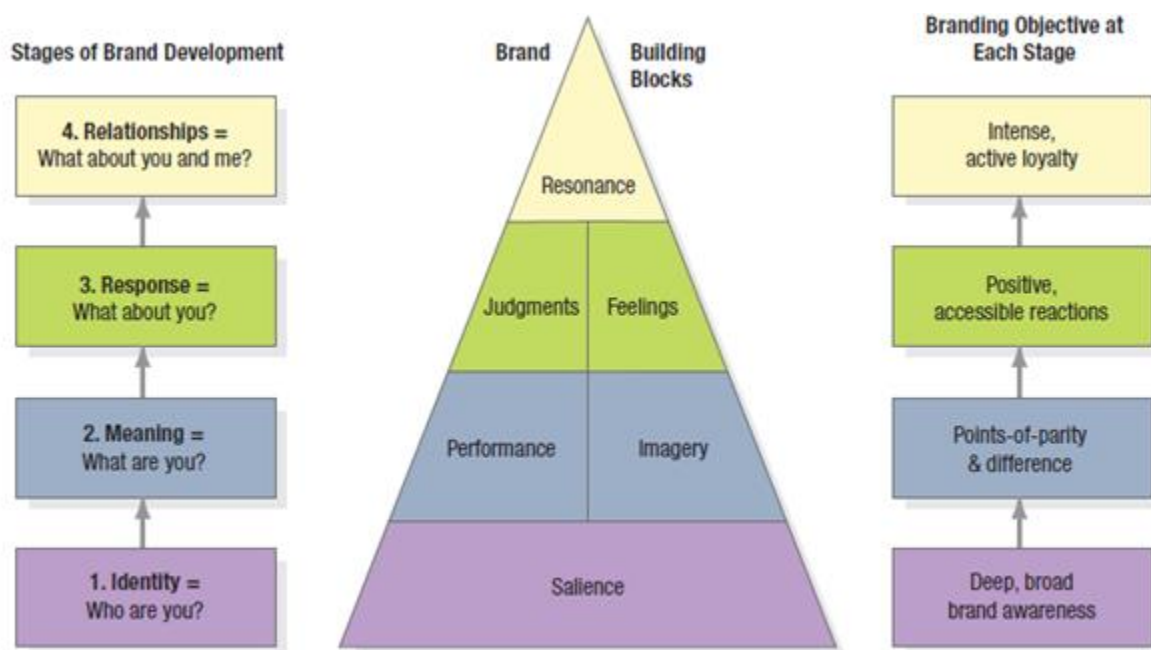 Stages of Brand Development
4. Relationships =
What about you and me?
3. Response =
What about you?
2. Meaning =
What are you?
1. Identity =
Who are you?
Brand
Building
Blocks
Resonance
Judgments
Feelings
Performance
Imagery
Salience
Branding Objective at
Each Stage
Intense,
active loyalty
Positive,
accessible reactions
Points-of-parity
& difference
Deep, broad
brand awareness